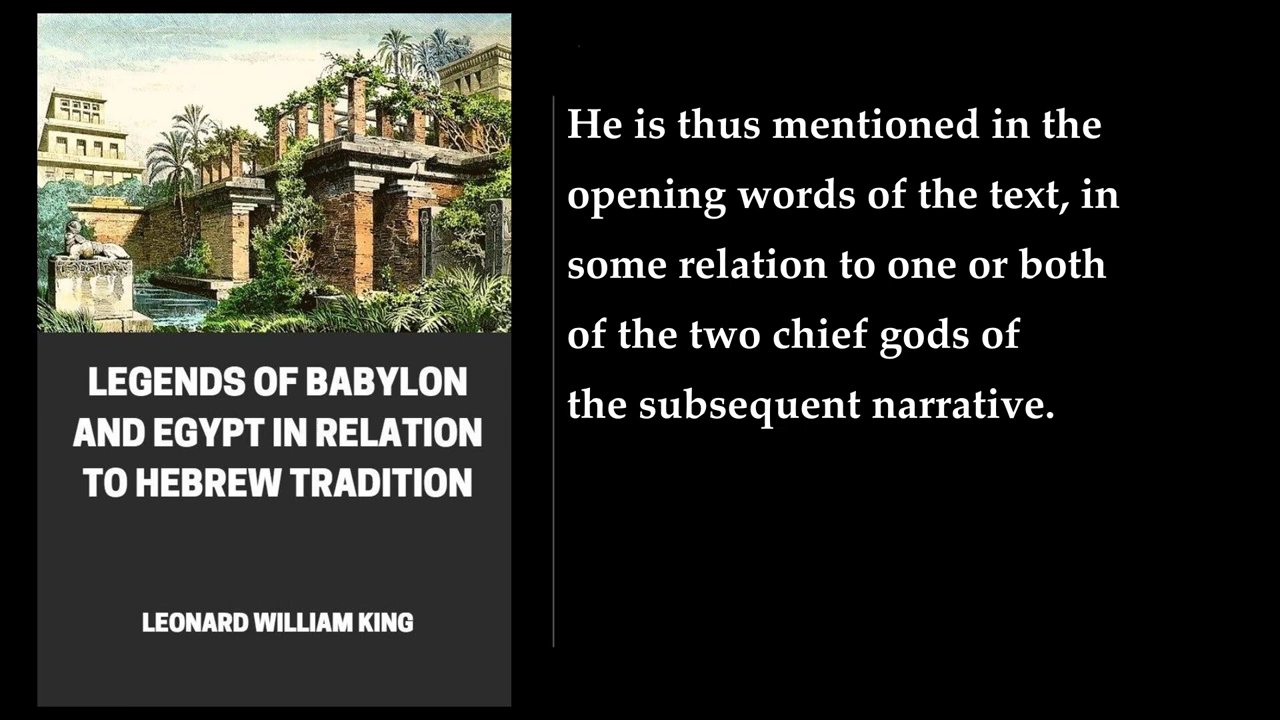 LEGENDS OF BABYLON
AND EGYPT IN RELATION
TO HEBREW TRADITION
LEONARD WILLIAM KING
He is thus mentioned in the
opening words of the text, in
some relation to one or both
of the two chief gods of
the subsequent narrative.